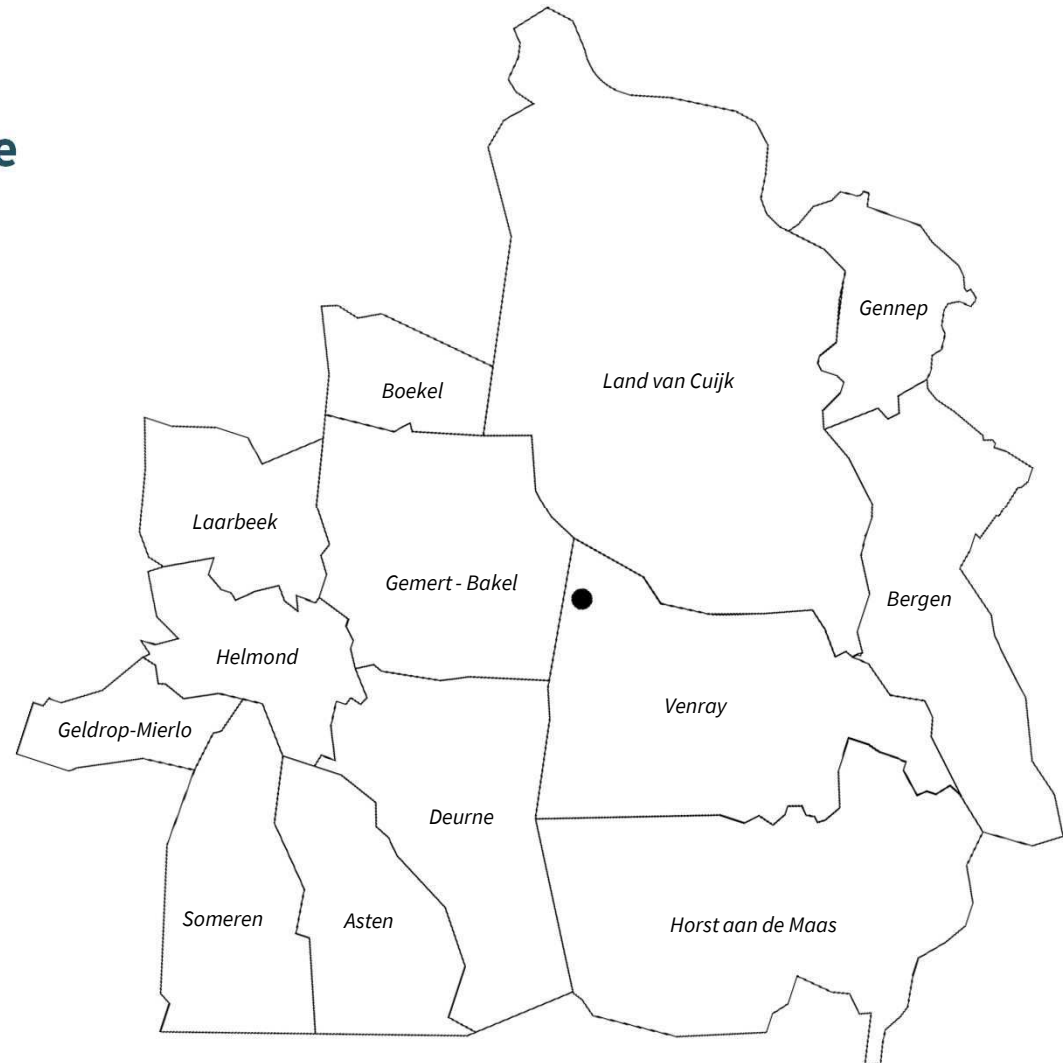 e
Gennep
Land van Cuijk
Boekel
Laarbeek
Gemert - Bakel
Bergen
Helmond
Venray
Geldrop-Mierlo
Deurne
Someren
Asten
Horst aan de Maas